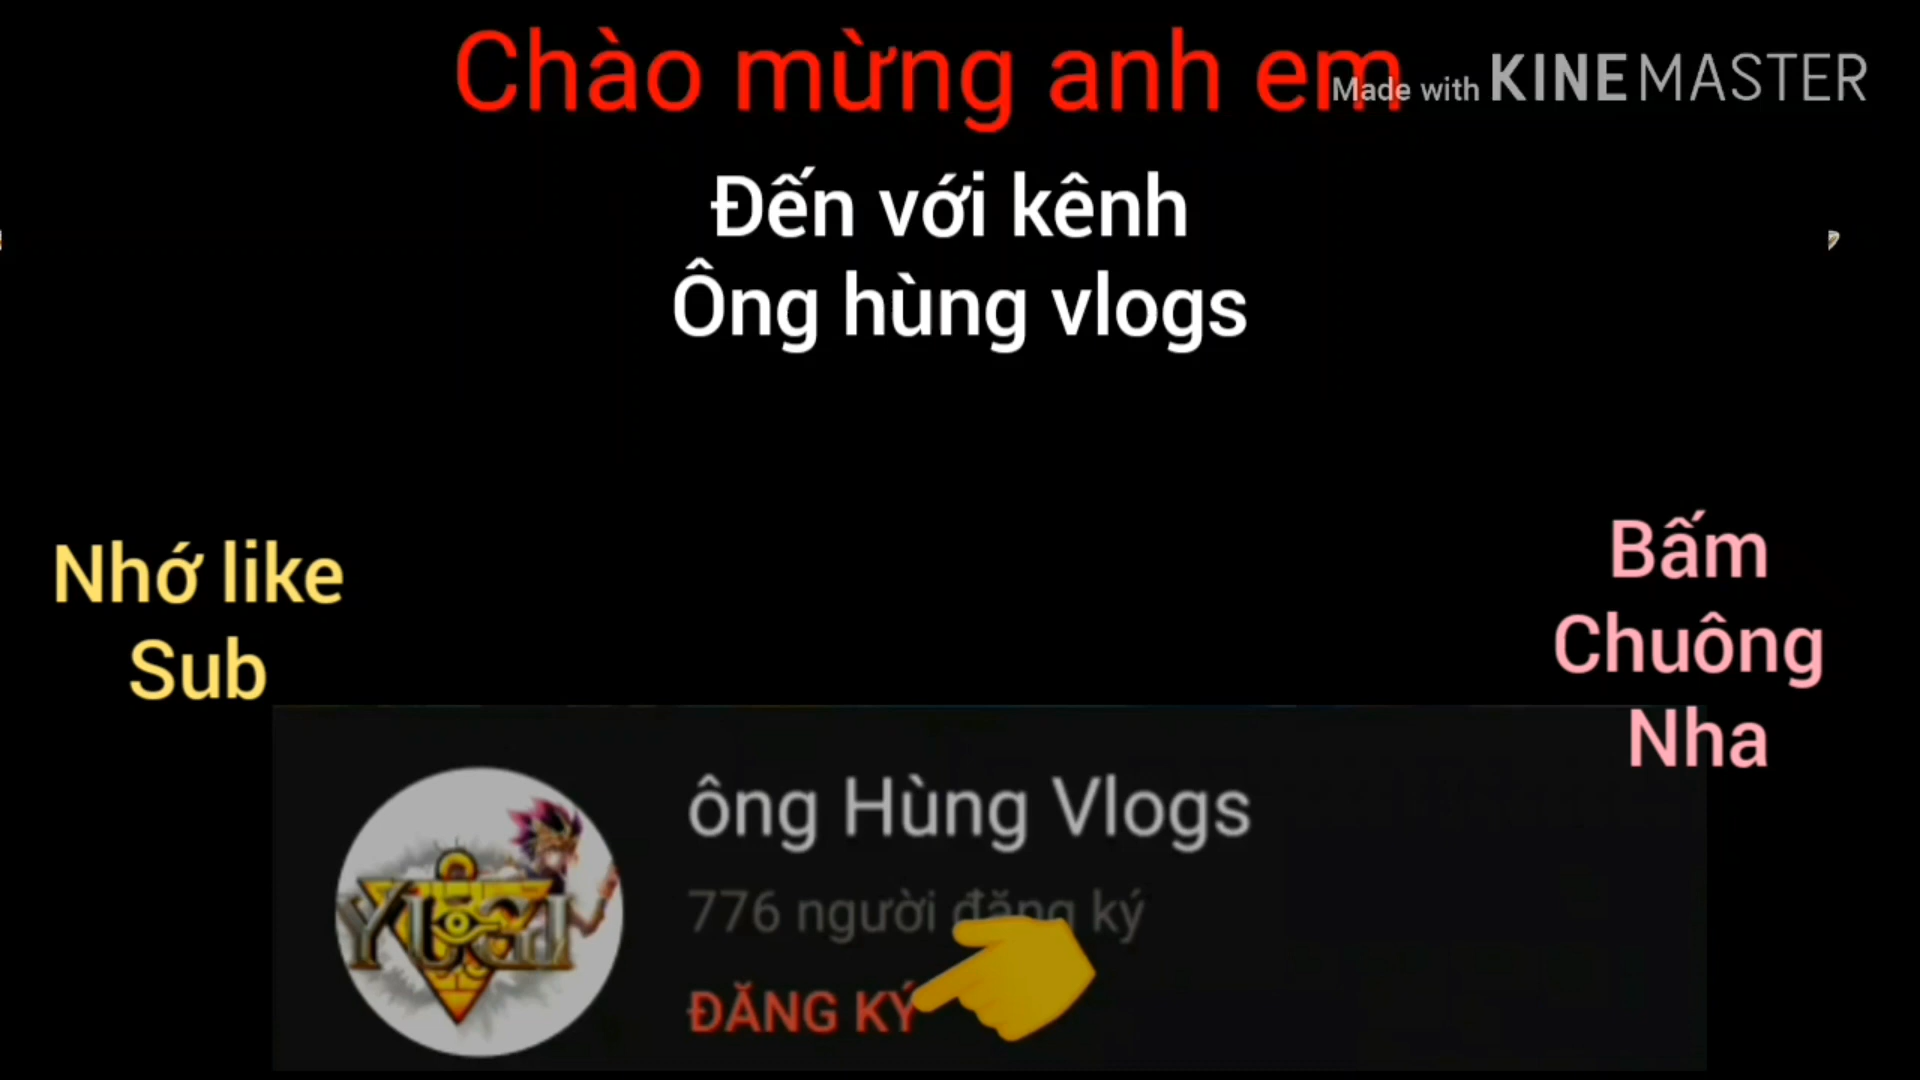 Chào mừng anh em
Made with KINEMASTER
Đến với kênh
Ông hùng vlogs
Nhớ like
Sub
Bấm
Chuông
Nha
ông Hùng Vlogs
776 người đăng ký
ĐĂNG KÝ
YUGI